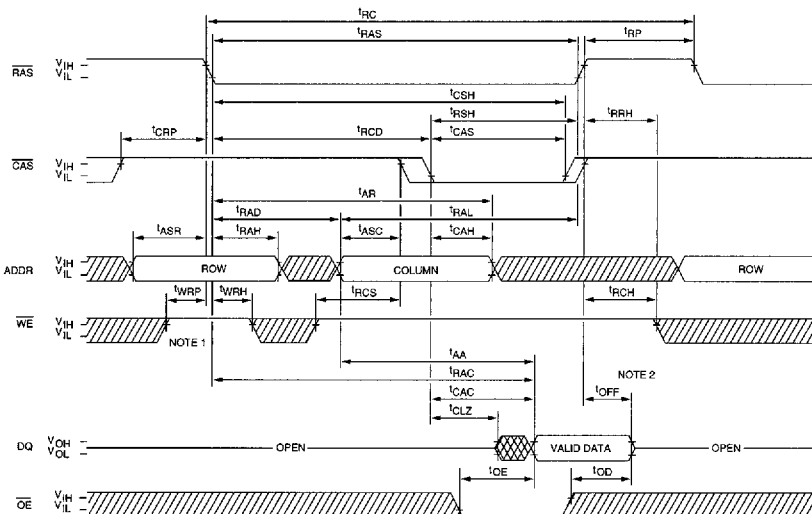 tRC
tRAS
tRP
RAS
VIH
VIL
tCSH
tRSH
tRRH
tCRP
tRCD
tCAS
CAS
VIH
VIL
tAR
tRAD
tRAL
tASR
tRAH
tASC
tCAH
ADDR
VIH
VIL
ROW
COLUMN
ROW
tWRP
tWRH
tRCS
tRCH
WE
VIH
VIL
NOTE 1
tAA
tRAC
NOTE 2
tCAC
tOFF
tCLZ
DQ
VOH
VOL
OPEN
VALID DATA
OPEN
tOE
tOD
OE
VIH
VIL